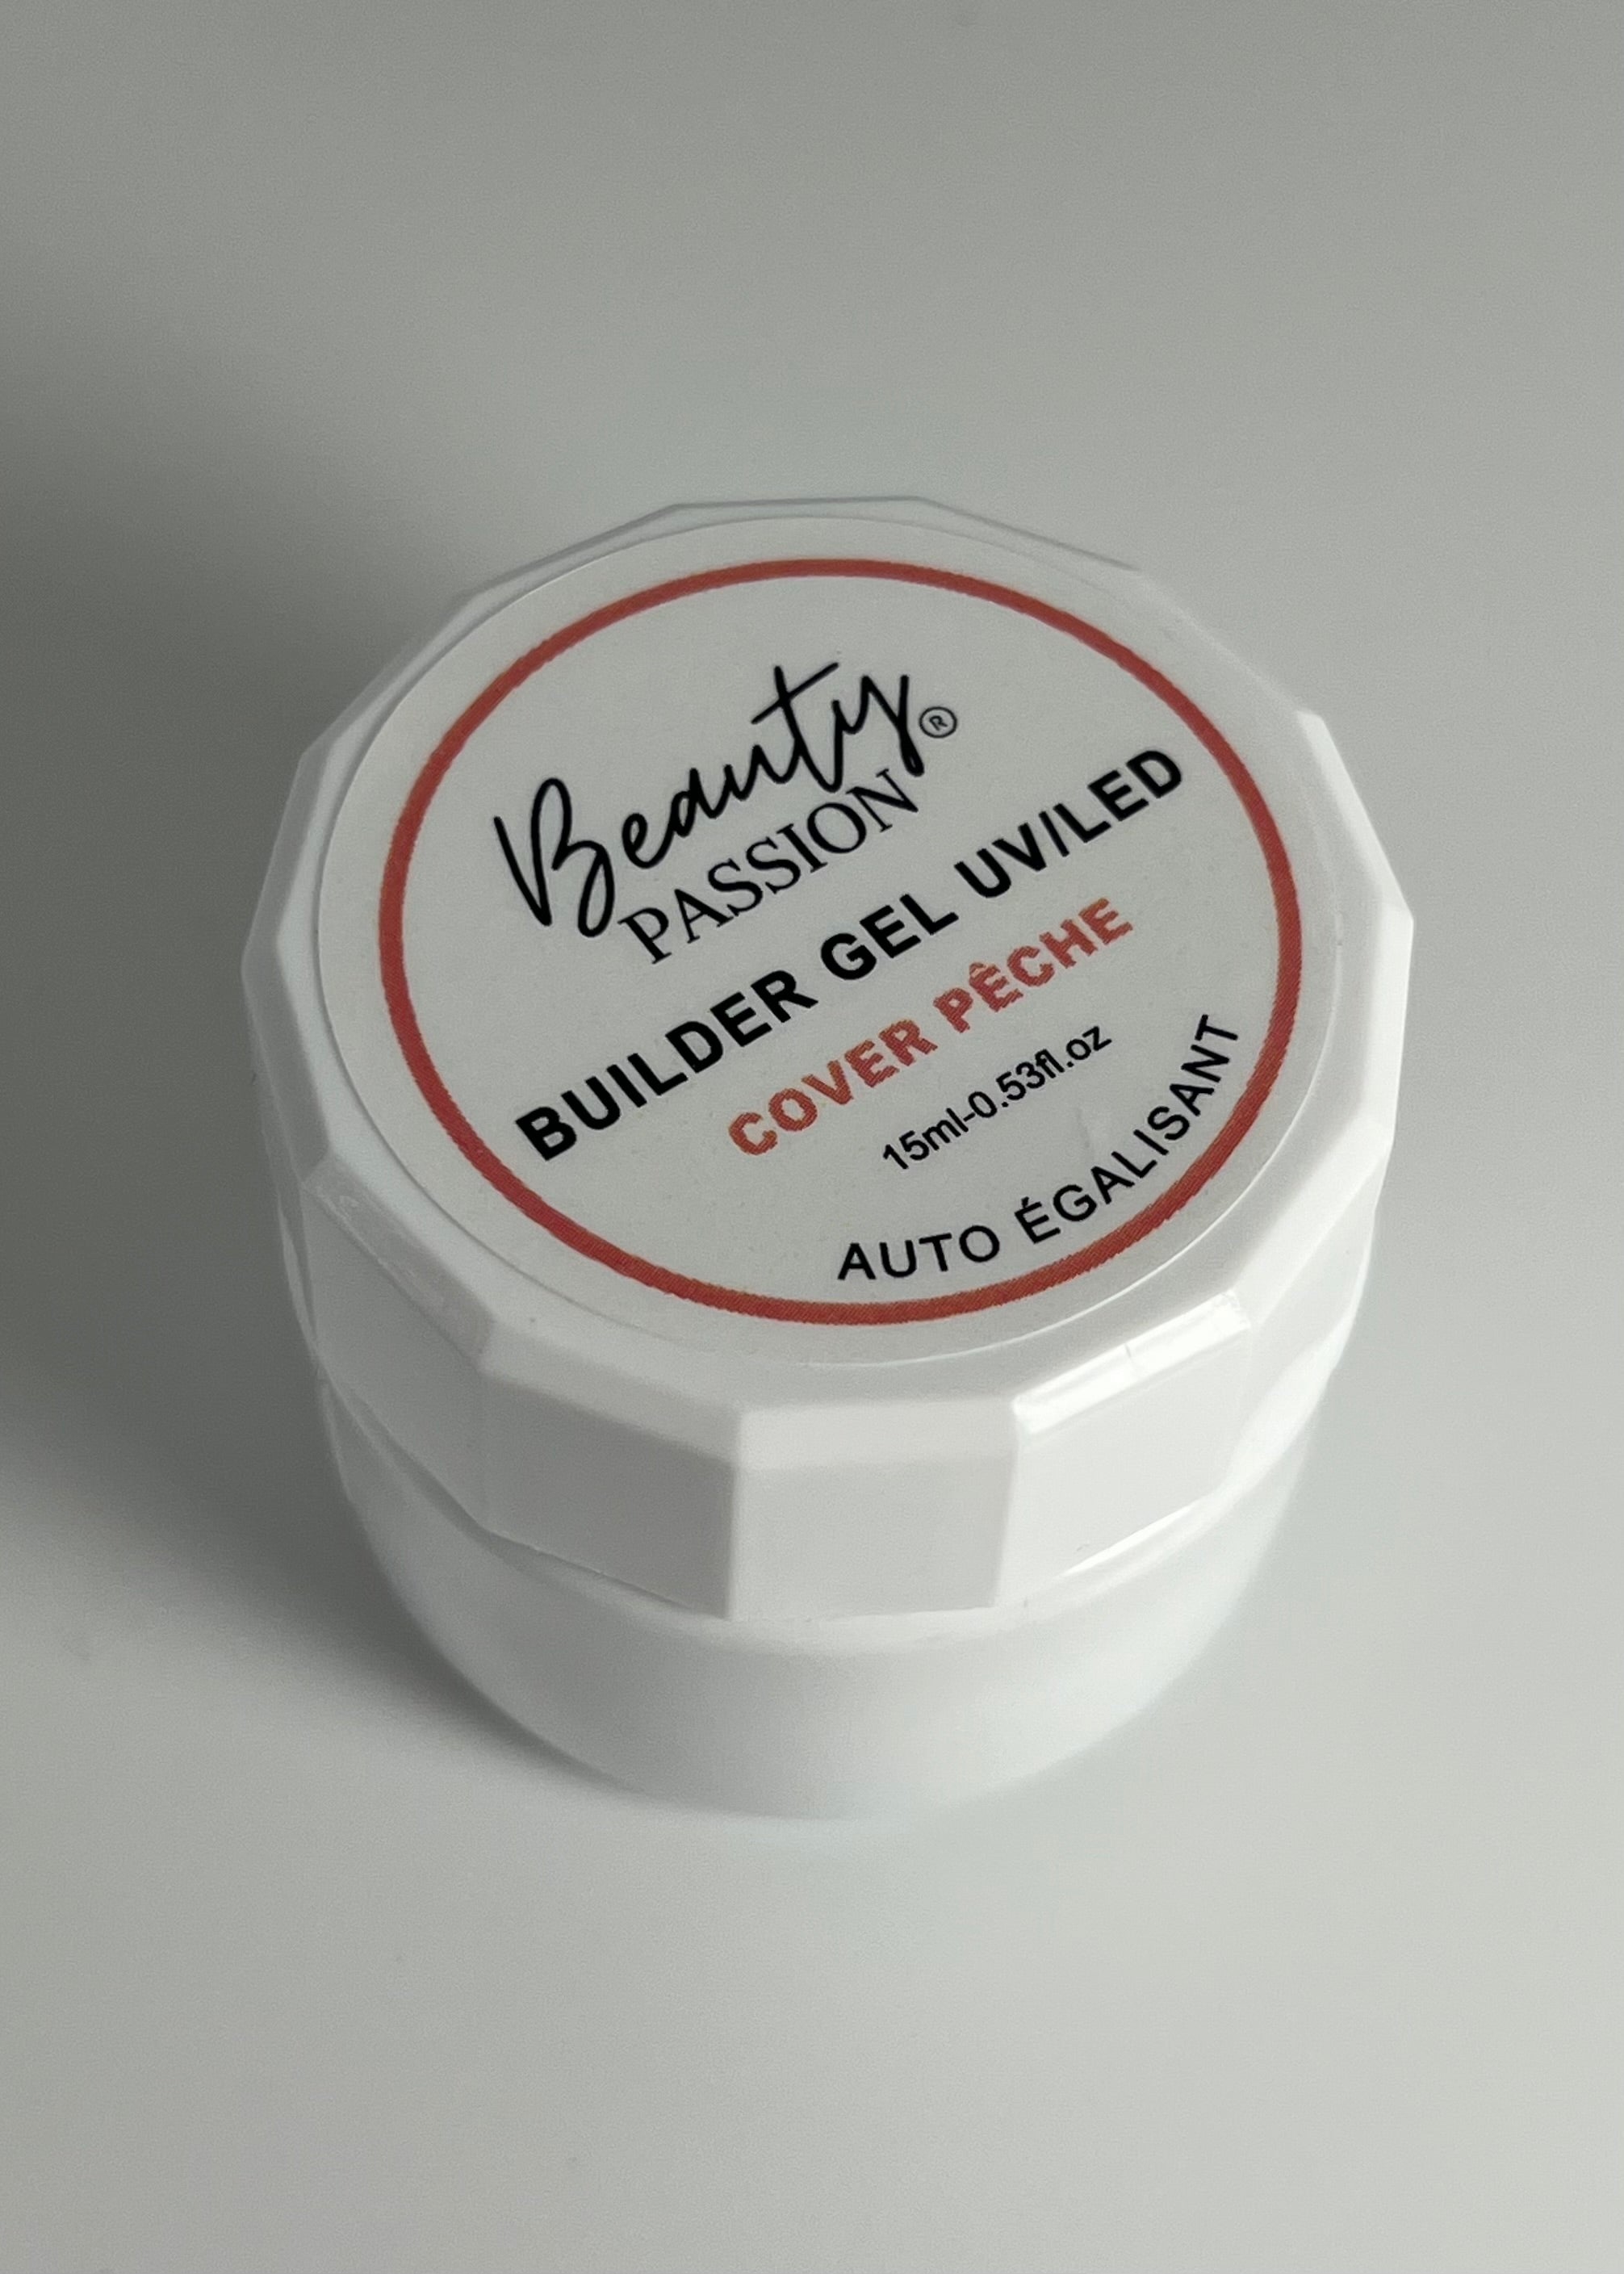 Beauty®
PASSION
BUILDER GEL UV/LED
COVER PÊCHE
15ml-0.53fl.oz
AUTO ÉGALISANT